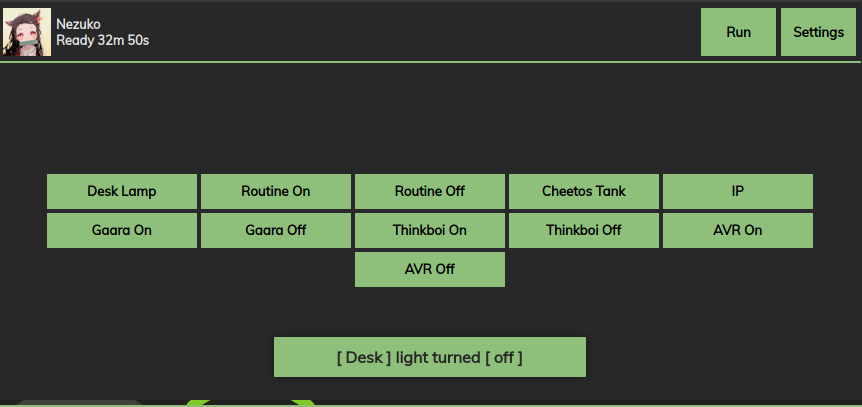 Nezuko
Ready 32m 50s
Run
Settings
Desk Lamp
Routine On
Routine Off
Cheetos Tank
IP
Gaara On
Gaara Off
Thinkboi On
Thinkboi Off
AVR On
AVR Off
[ Desk ] light turned [ off ]